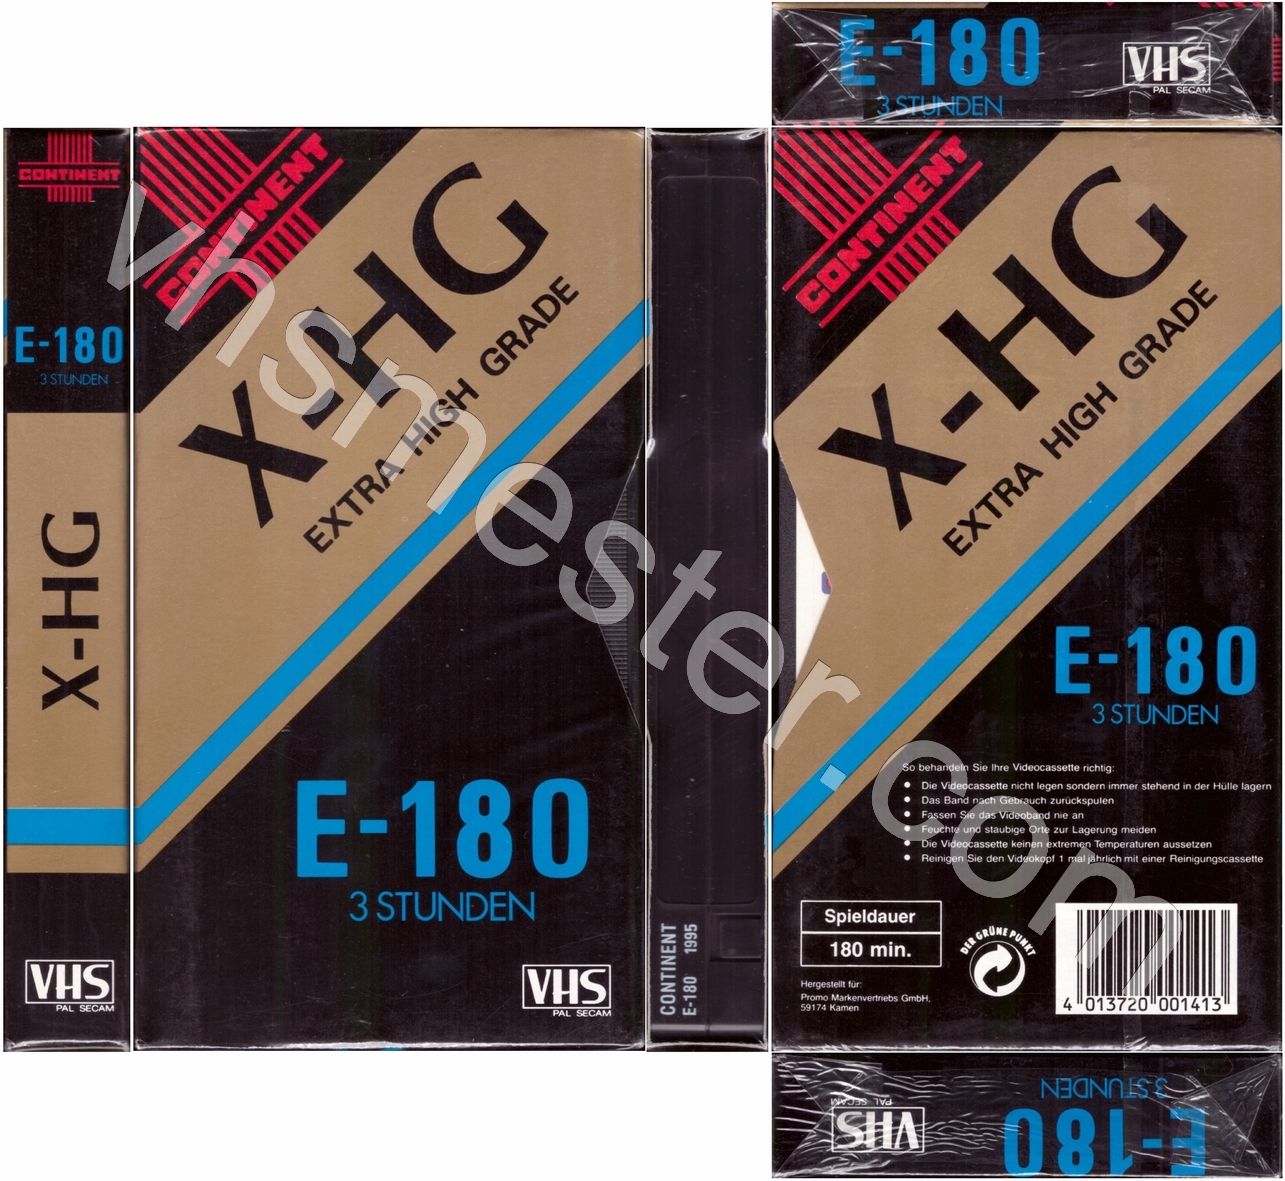 E-180
3 STUNDEN
VHS
PAL SECAM
CONTINENT
E-180
3 STUNDEN
X-HG
VHS
PAL SECAM
CONTINENT
X-HG
EXTRA HIGH GRADE
E-180
3 STUNDEN
VHS
PAL SECAM
CONTINENT 1995
E-180
CONTINENT
X-HG
EXTRA HIGH GRADE
E-180
3 STUNDEN
So behandeln Sie Ihre Videocassette richtig:
• Die Videocassette nicht legen sondern immer stehend in der Hülle lagern
• Das Band nach Gebrauch zurückspulen
• Fassen Sie das Videoband nie an
• Feuchte und staubige Orte zur Lagerung meiden
• Die Videocassette keinen extremen Temperaturen aussetzen
• Reinigen Sie den Videokopf 1 mal jährlich mit einer Reinigungscassette
Spieldauer
180 min.
Hergestellt für:
Promo Markenvertriebs GmbH,
59174 Kamen
DER GRÜNE PUNKT
4 013720 001413
3 STUNDEN
E-180
VHS
PAL SECAM
vhsmester.com